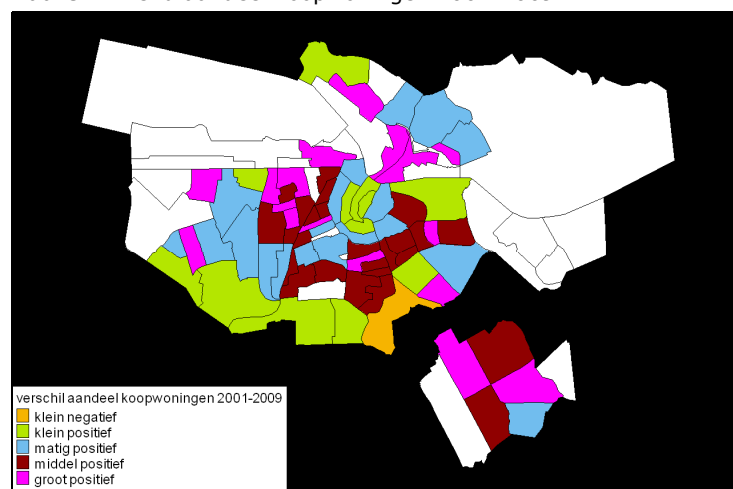 verschil aandeel koopwoningen 2001-2009
klein negatief
klein positief
matig positief
middel positief
groot positief